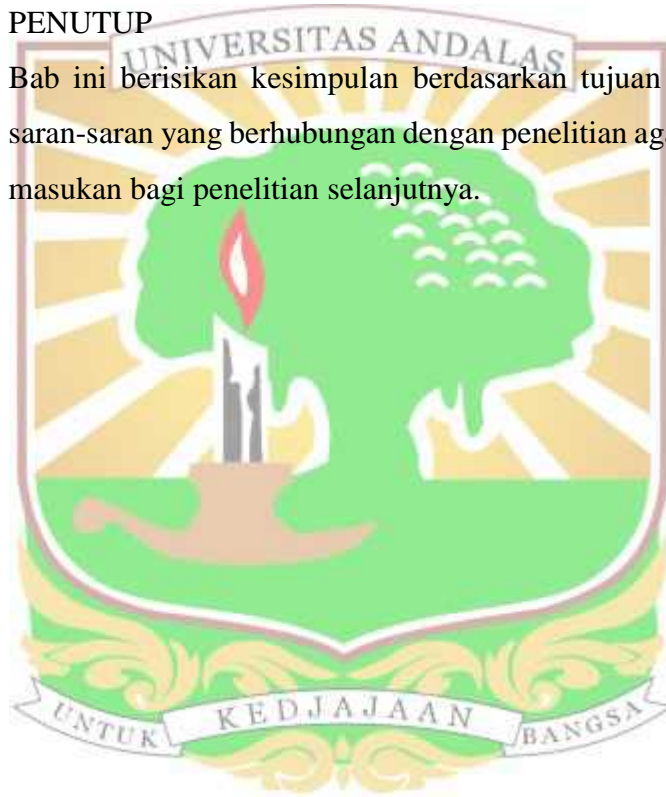 PENUTUP
UNIVERSITAS ANDALAS
Bab ini berisikan kesimpulan berdasarkan tujuan
saran-saran yang berhubungan dengan penelitian aga
masukan bagi penelitian selanjutnya.
UNTUK KEDJAJAAN BANGSA